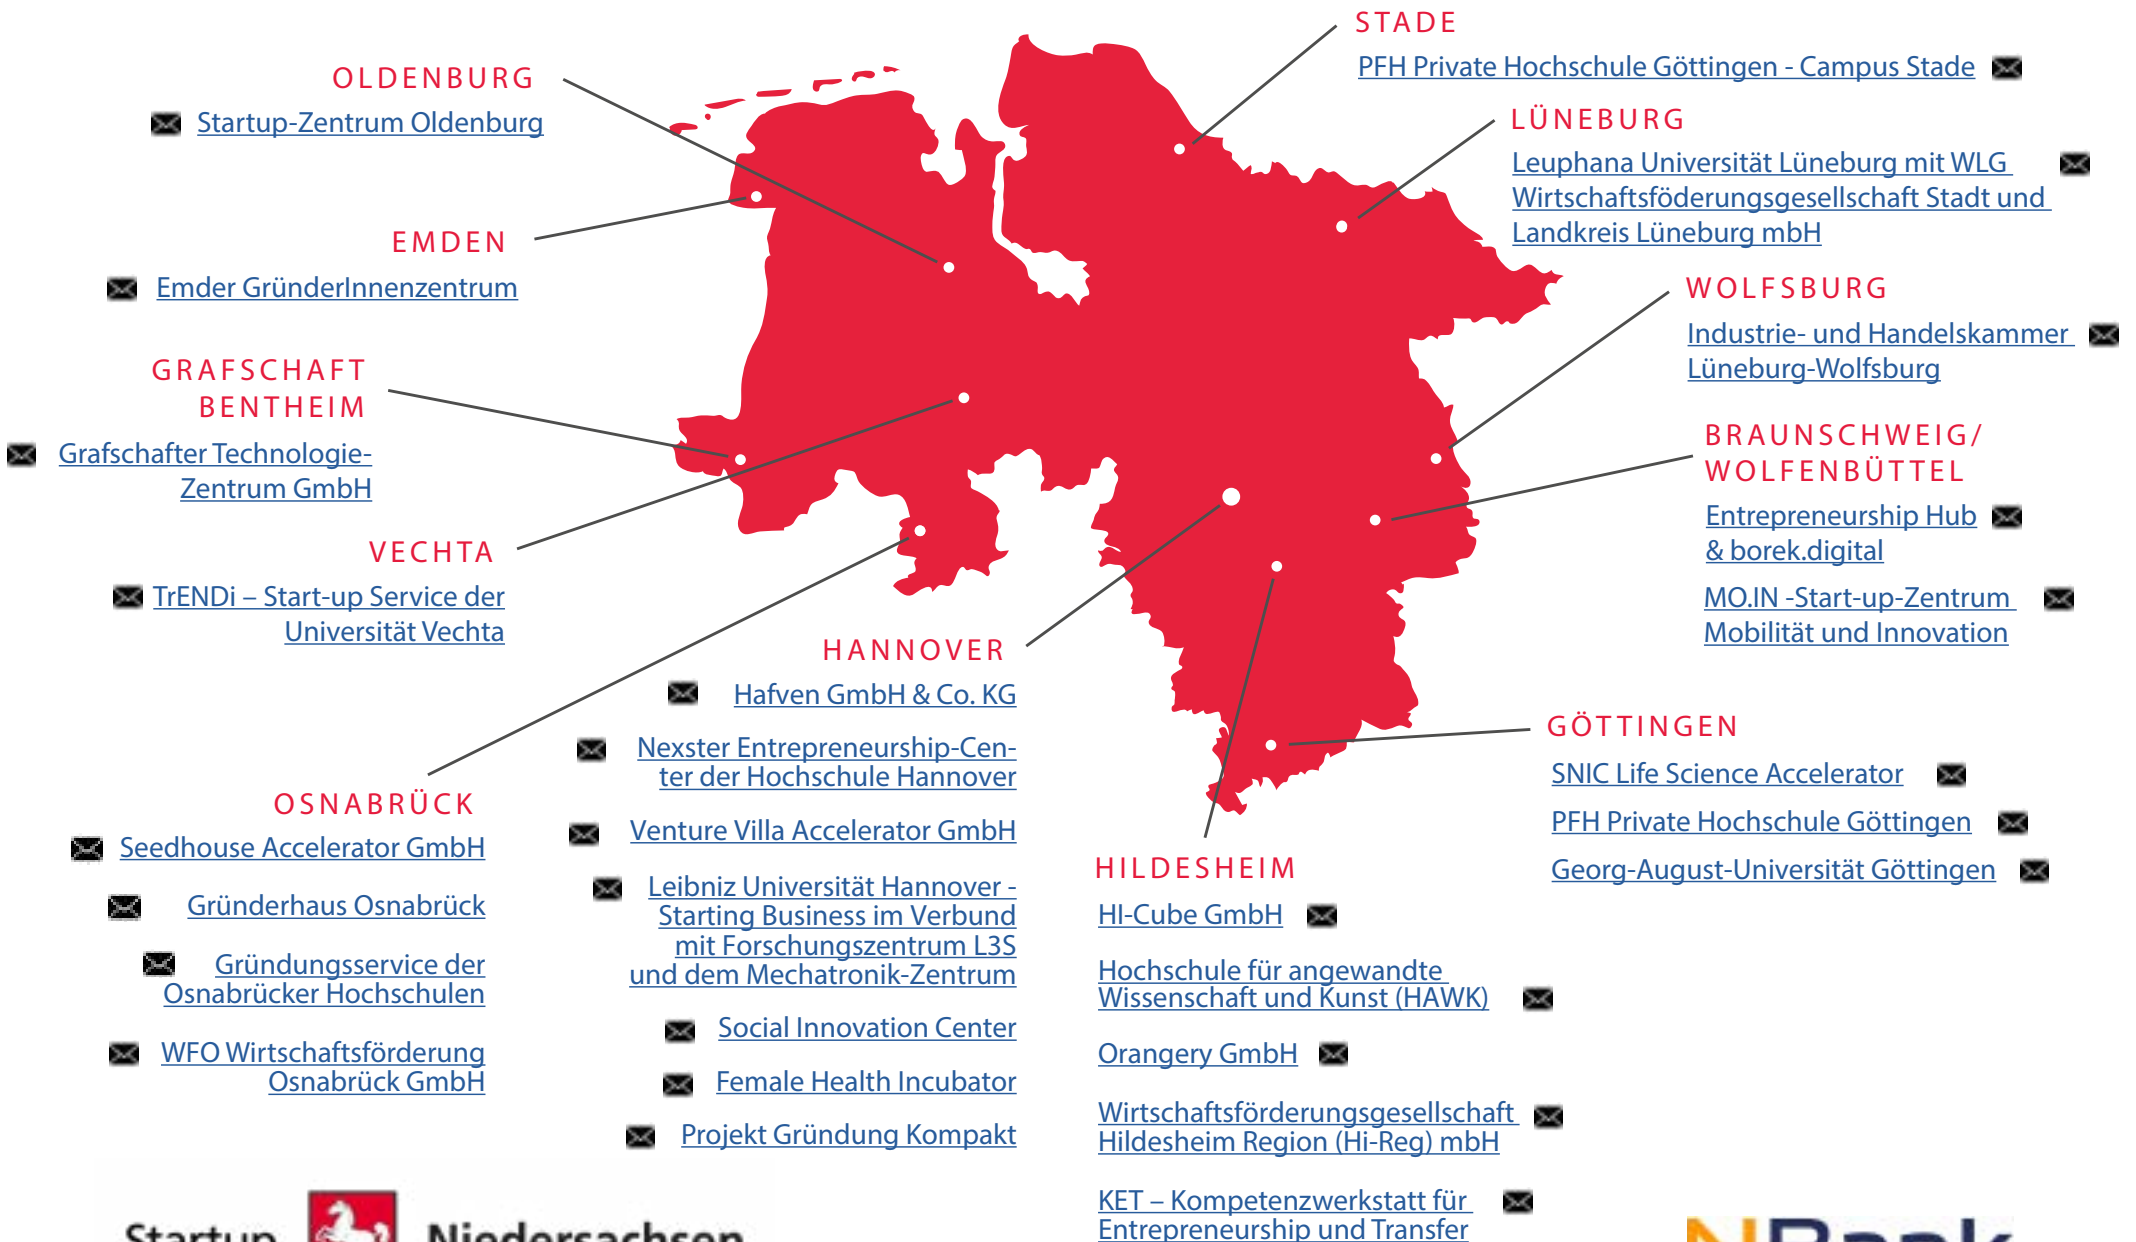 OLDENBURG
Startup-Zentrum Oldenburg
EMDEN
Emder GründerInnenzentrum
GRAFSCHAFT
BENTHEIM
Grafschafter Technologie-
Zentrum GmbH
VECHTA
TrENDi – Start-up Service der
Universität Vechta
OSNABRÜCK
Seedhouse Accelerator GmbH
Gründerhaus Osnabrück
Gründungsservice der
Osnabrücker Hochschulen
WFO Wirtschaftsförderung
Osnabrück GmbH
HANNOVER
Hafven GmbH & Co. KG
Nexster Entrepreneurship-Cen-
ter der Hochschule Hannover
Venture Villa Accelerator GmbH
Leibniz Universität Hannover -
Starting Business im Verbund
mit Forschungszentrum L3S
und dem Mechatronik-Zentrum
Social Innovation Center
Female Health Incubator
Projekt Gründung Kompakt
STADE
PFH Private Hochschule Göttingen - Campus Stade
LÜNEBURG
Leuphana Universität Lüneburg mit WLG
Wirtschaftsföderungsgesellschaft Stadt und
Landkreis Lüneburg mbH
WOLFSBURG
Industrie- und Handelskammer
Lüneburg-Wolfsburg
BRAUNSCHWEIG/
WOLFENBÜTTEL
Entrepreneurship Hub
& borek.digital
MO.IN -Start-up-Zentrum
Mobilität und Innovation
GÖTTINGEN
SNIC Life Science Accelerator
PFH Private Hochschule Göttingen
Georg-August-Universität Göttingen
HILDESHEIM
HI-Cube GmbH
Hochschule für angewandte
Wissenschaft und Kunst (HAWK)
Orangery GmbH
Wirtschaftsförderungsgesellschaft
Hildesheim Region (Hi-Reg) mbH
KET – Kompetenzwerkstatt für
Entrepreneurship und Transfer
Startup Niedersachsen
NBank